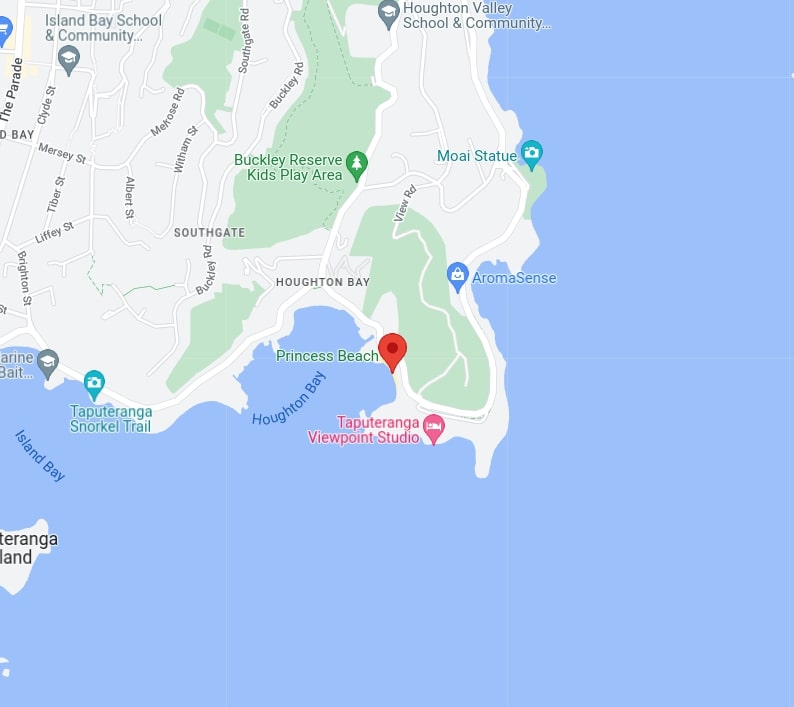 Island Bay School
& Community...
Houghton Valley
School & Community...
Southgate Rd
The Parade
Clyde St
Buckley Rd
Melrose Rd
D BAY
Mersey St
Witham St
Moai Statue
Buckley Reserve
Kids Play Area
Tiber St
Albert St
View Rd
Liffey St
SOUTHGATE
Buckley Rd
Brighton St
HOUGHTON BAY
AromaSense
St
arine
Bait...
Princess Beach
Houghton Bay
Taputeranga
Snorkel Trail
Taputeranga
Viewpoint Studio
Island Bay
teranga
land